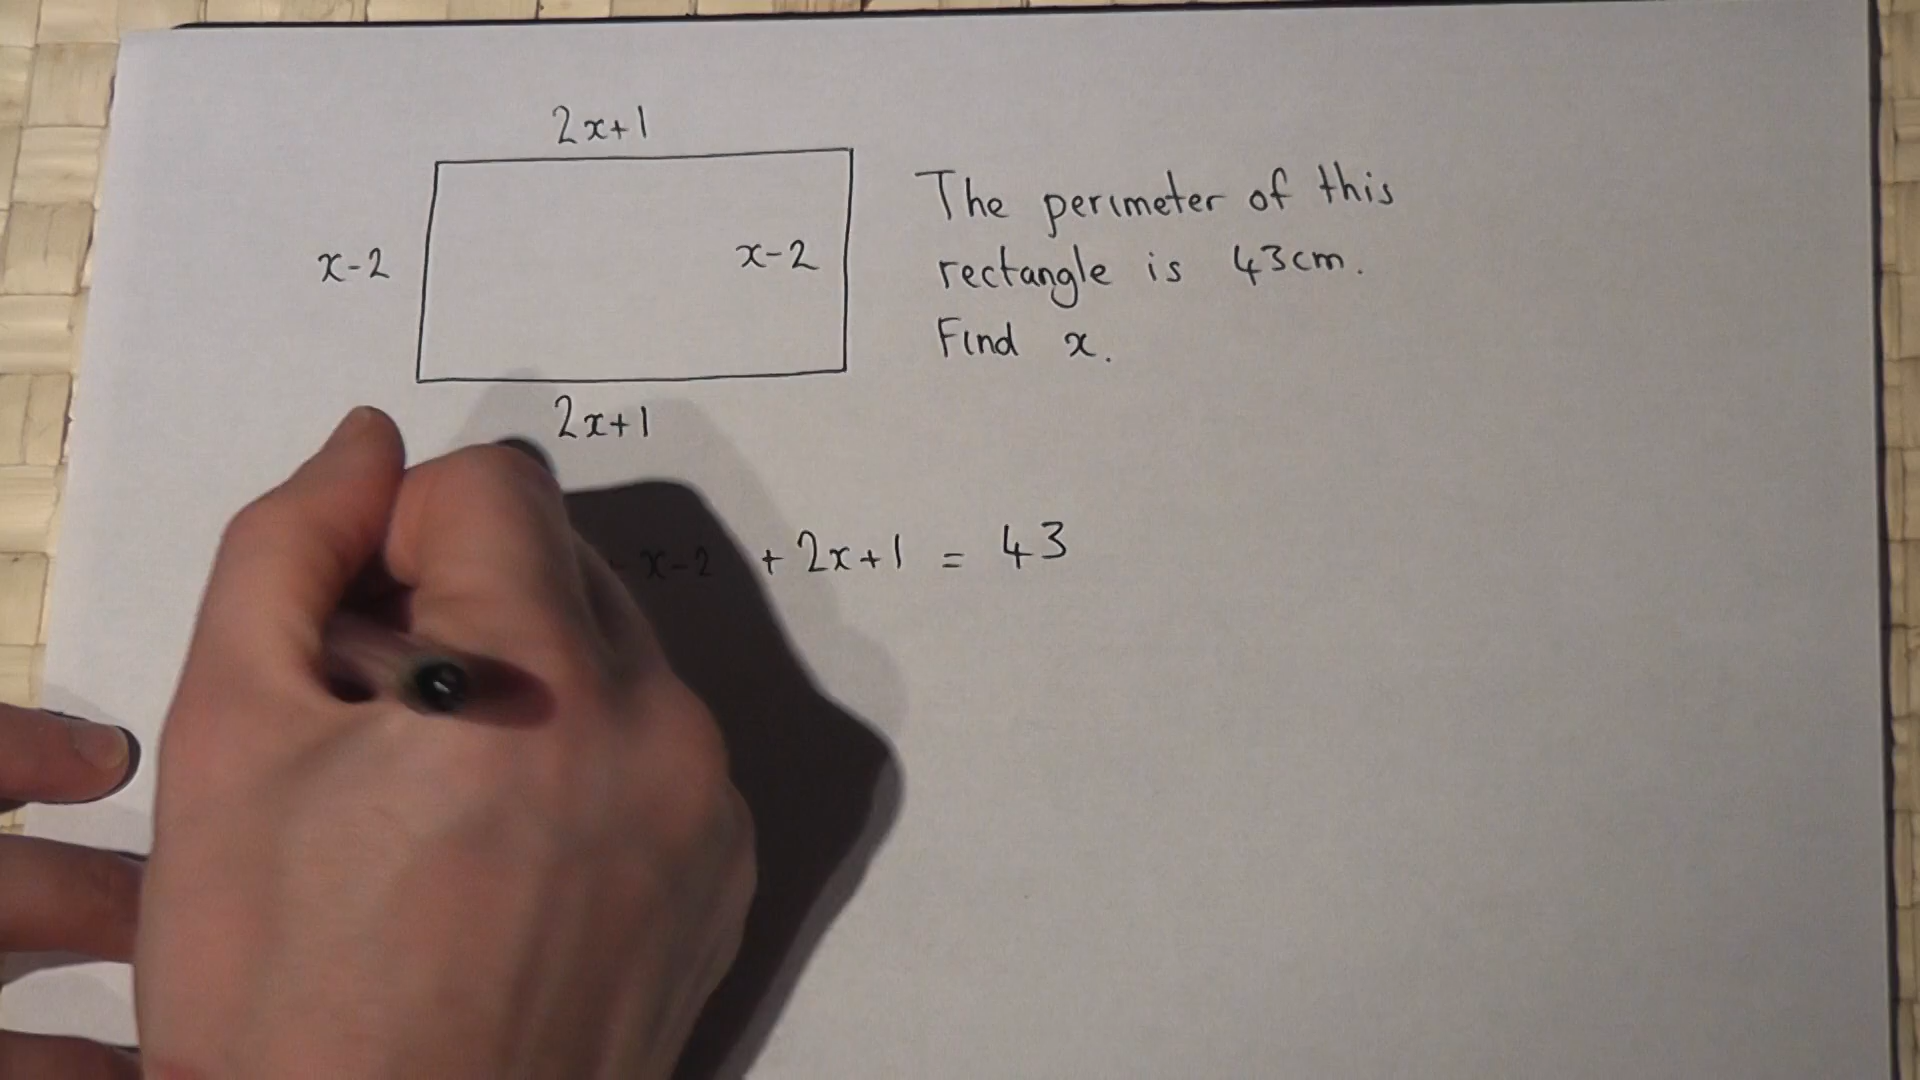 2x+1
The perimeter of this
x-2 x-2 rectangle is 43cm.
Find x.
2x+1
x-2 + 2x+1 = 43